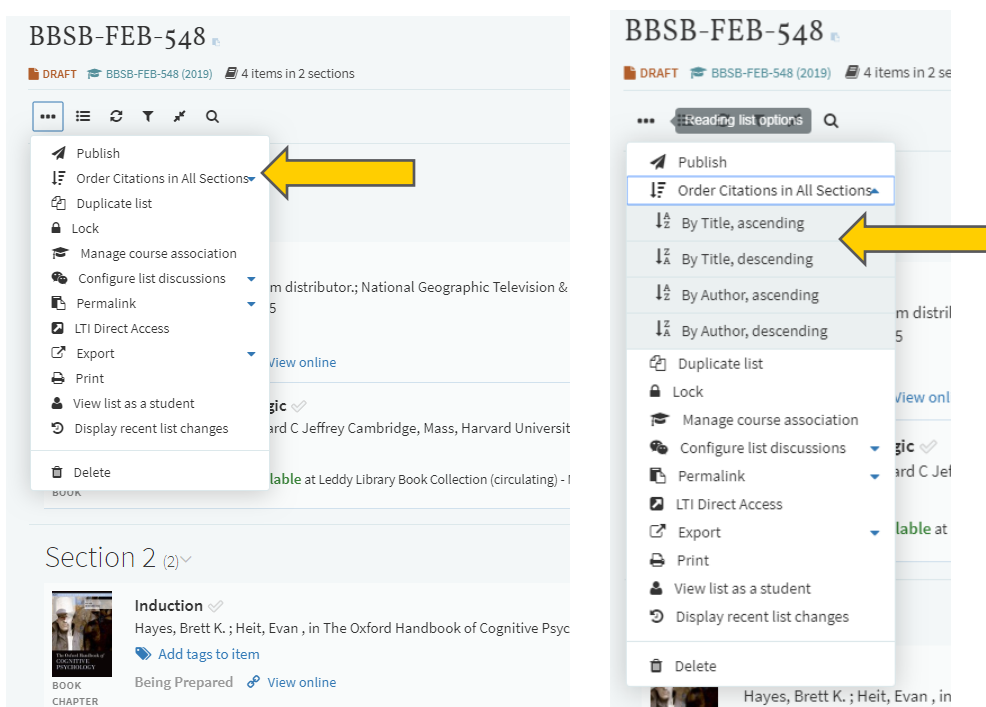 BBSB-FEB-548
DRAFT BBSB-FEB-548 (2019) 4 items in 2 sections
Publish
Order Citations in All Sections
Duplicate list
Lock
Manage course association
Configure list discussions
Permalink
LTI Direct Access
Export
Print
View list as a student
Display recent list changes
Delete
m distributor.; National Geographic Television &
5
View online
gic
ard C Jeffrey Cambridge, Mass, Harvard Universit
lable at Leddy Library Book Collection (circulating) -
BOOK
Section 2 (2)
Induction
Hayes, Brett K. ; Heit, Evan , in The Oxford Handbook of Cognitive Psyc
Add tags to item
Being Prepared View online
The Oxford Handbook of
COGNITIVE
PSYCHOLOGY
BOOK
CHAPTER
BBSB-FEB-548
DRAFT BBSB-FEB-548 (2019) 4 items in 2 se
Reading list options
Publish
Order Citations in All Sections
By Title, ascending
By Title, descending
By Author, ascending
By Author, descending
Duplicate list
Lock
Manage course association
Configure list discussions
Permalink
LTI Direct Access
Export
Print
View list as a student
Display recent list changes
Delete
m distril
5
View onl
gic
ard C Jef
lable at
Hayes, Brett K. ; Heit, Evan , in